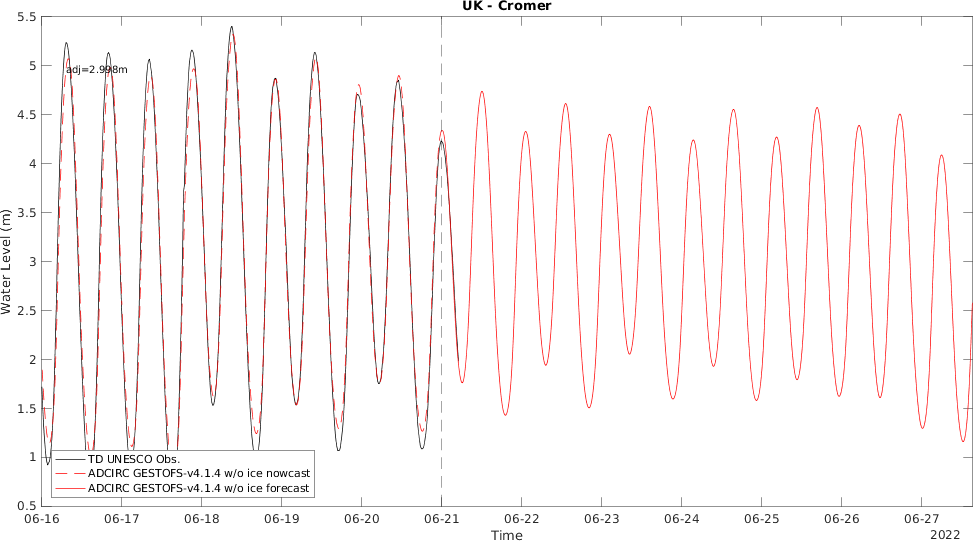 UK - Cromer
5.5
5
4.5
4
3.5
3
2.5
2
1.5
1
0.5
Water Level (m)
adj=2.998m
TD UNESCO Obs.
ADCIRC GESTOFS-v4.1.4 w/o ice nowcast
ADCIRC GESTOFS-v4.1.4 w/o ice forecast
06-16 06-17 06-18 06-19 06-20 06-21 06-22 06-23 06-24 06-25 06-26 06-27
2022
Time